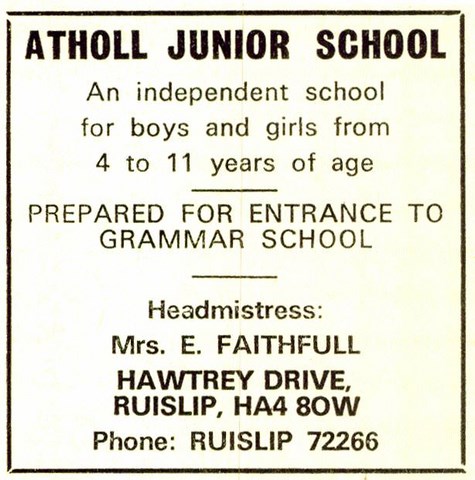 ATHOLL JUNIOR SCHOOL
An independent school
for boys and girls from
4 to 11 years of age
PREPARED FOR ENTRANCE TO
GRAMMAR SCHOOL
Headmistress:
Mrs. E. FAITHFULL
HAWTREY DRIVE,
RUISLIP, HA4 8OW
Phone: RUISLIP 72266